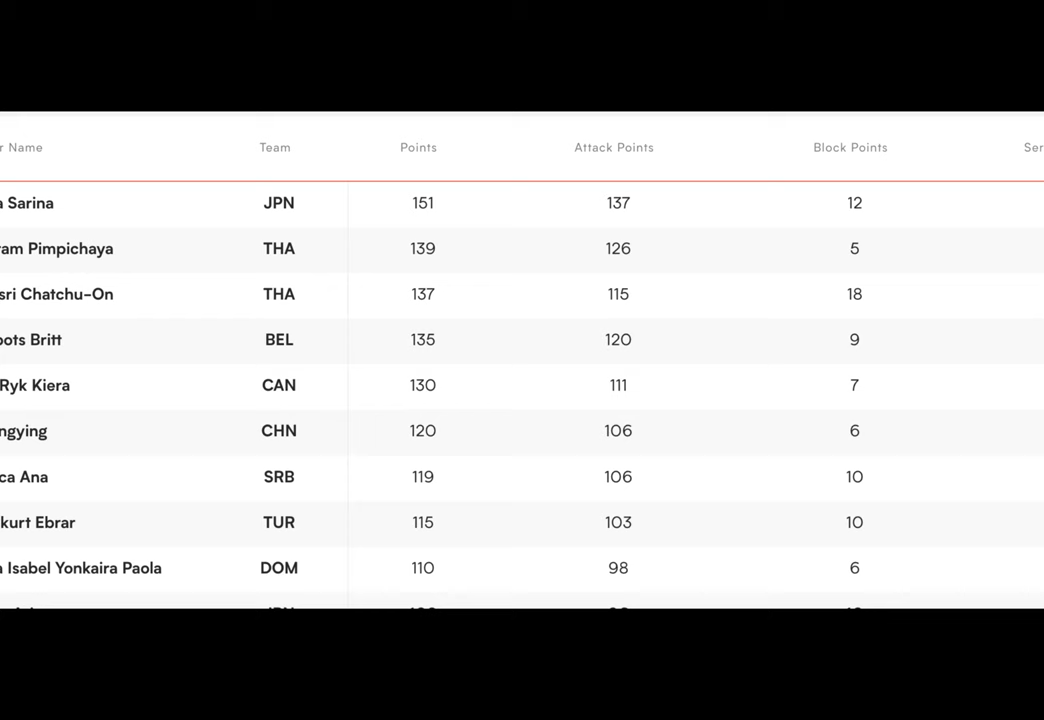 r Name Team Points Attack Points Block Points Ser
a Sarina JPN 151 137 12
ram Pimpichaya THA 139 126 5
sri Chatchu-On THA 137 115 18
oots Britt BEL 135 120 9
Ryk Kiera CAN 130 111 7
ngying CHN 120 106 6
ca Ana SRB 119 106 10
kurt Ebrar TUR 115 103 10
a Isabel Yonkaira Paola DOM 110 98 6